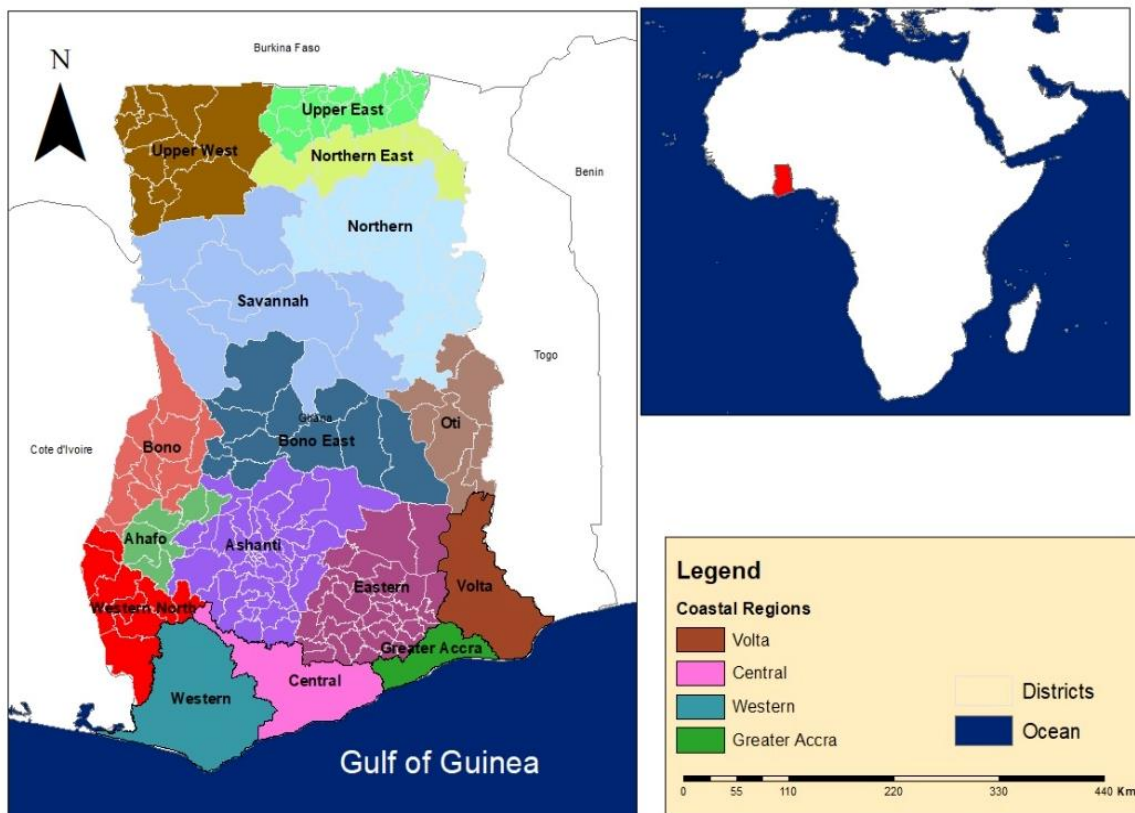 N
Burkina Faso
Upper East
Upper West
Northern East
Benin
Northern
Savannah
Togo
Ghana
Cote d'Ivoire
Bono
Bono East
Oti
Ahafo
Ashanti
Eastern
Volta
Western North
Greater Accra
Central
Western
Gulf of Guinea
Legend
Coastal Regions
Volta
Central
Western
Greater Accra
Districts
Ocean
0 55 110 220 330 440 Km